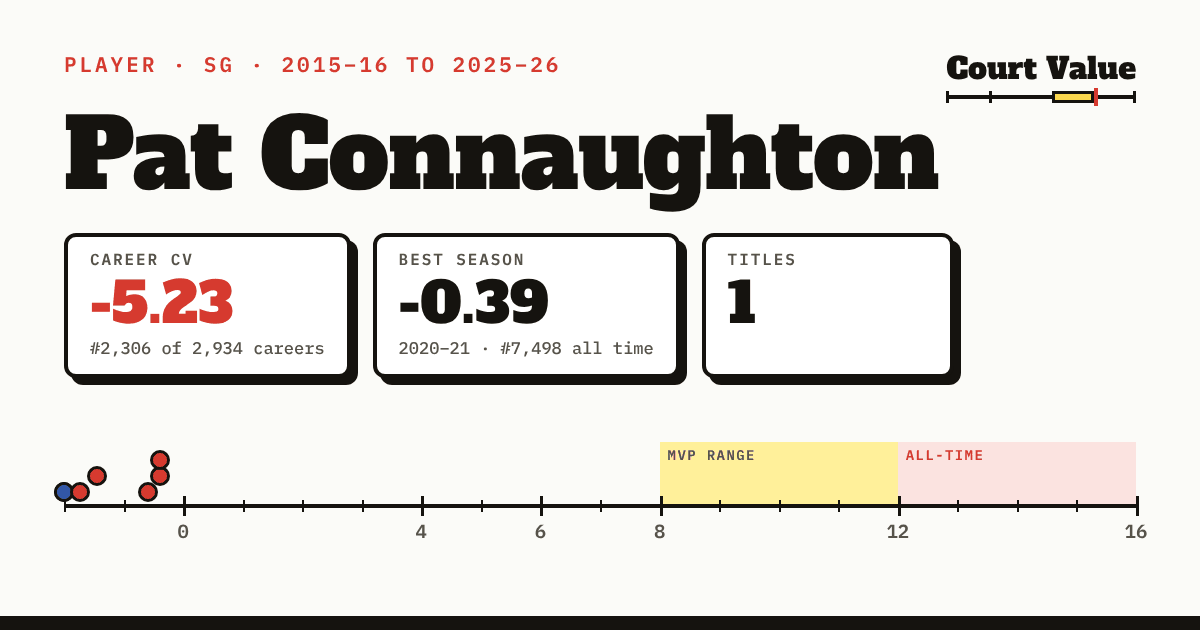 PLAYER · SG · 2015–16 TO 2025–26
Court Value
Pat Connaughton
CAREER CV
-5.23
#2,306 of 2,934 careers
BEST SEASON
-0.39
2020–21 · #7,498 all time
TITLES
1
MVP RANGE
ALL-TIME
0 4 6 8 12 16